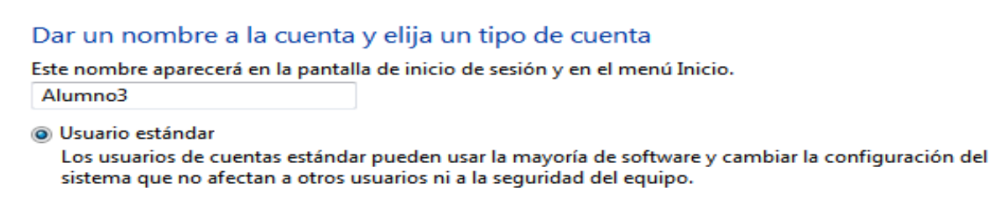 Dar un nombre a la cuenta y elija un tipo de cuenta
Este nombre aparecerá en la pantalla de inicio de sesión y en el menú Inicio.
Alumno3
Usuario estándar
Los usuarios de cuentas estándar pueden usar la mayoría de software y cambiar la configuración del
sistema que no afectan a otros usuarios ni a la seguridad del equipo.